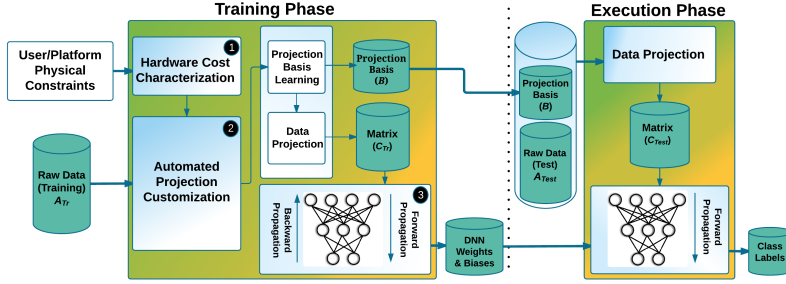 Training Phase
Execution Phase
User/Platform
Physical
Constraints
Hardware Cost
Characterization
1
Raw Data
(Training)
A_Tr
2
Automated
Projection
Customization
Projection
Basis
Learning
Projection
Basis
(B)
Data
Projection
Matrix
(C_Tr)
3
Backward
Propagation
Forward
Propagation
DNN
Weights
& Biases
Projection
Basis
(B)
Raw Data
(Test)
A_Test
Data Projection
Matrix
(C_Test)
Forward
Propagation
Class
Labels